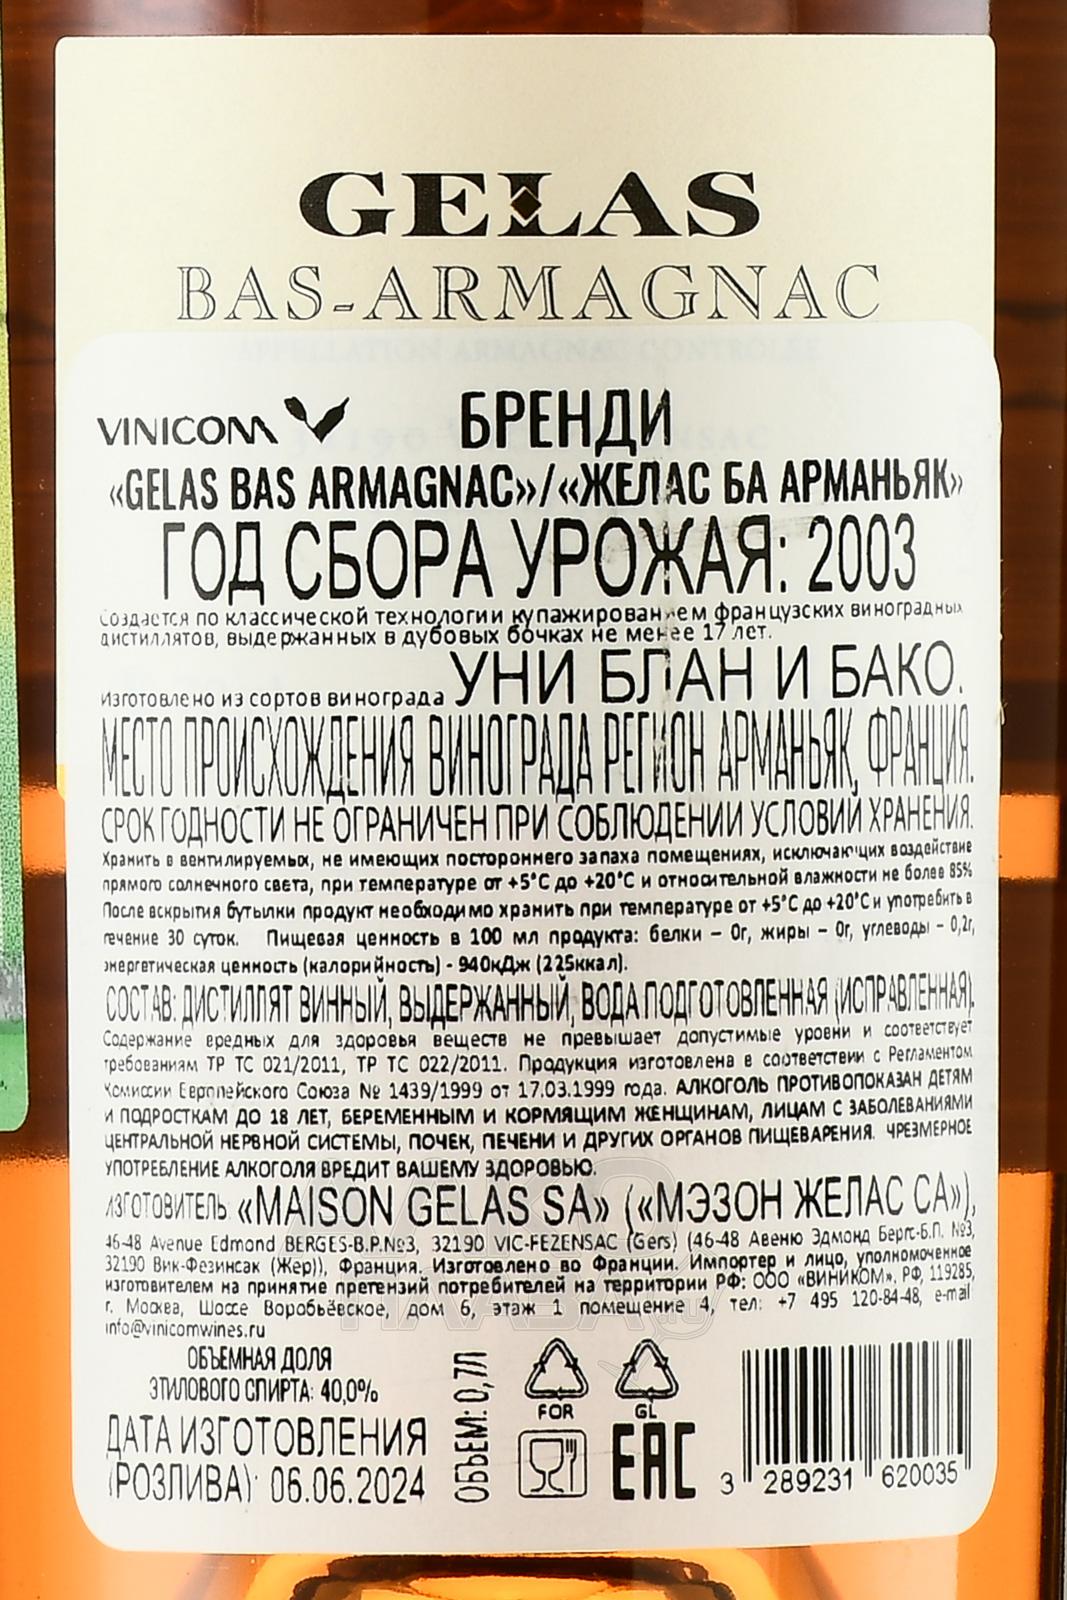 GELAS
BAS-ARMAGNAC
APPELLATION ARMAGNAC CONTROLÉE
VINICOM
БРЕНДИ
«GELAS BAS ARMAGNAC»/«ЖЕЛАС БА АРМАНЬЯК»
ГОД СБОРА УРОЖАЯ: 2003
Создается по классической технологии купажированием французских виноградных
дистиллятов, выдержанных в дубовых бочках не менее 17 лет.
Изготовлено из сортов винограда УНИ БЛАН И БАКО.
МЕСТО ПРОИСХОЖДЕНИЯ ВИНОГРАДА РЕГИОН АРМАНЬЯК, ФРАНЦИЯ.
СРОК ГОДНОСТИ НЕ ОГРАНИЧЕН ПРИ СОБЛЮДЕНИИ УСЛОВИЙ ХРАНЕНИЯ.
Хранить в вентилируемых, не имеющих постороннего запаха помещениях, исключающих воздействие
прямого солнечного света, при температуре от +5°С до +20°С и относительной влажности не более 85%
После вскрытия бутылки продукт необходимо хранить при температуре от +5°С до +20°С и употребить в
течение 30 суток. Пищевая ценность в 100 мл продукта: белки – 0г, жиры – 0г, углеводы – 0,2г,
энергетическая ценность (калорийность) - 940кДж (225ккал).
СОСТАВ: ДИСТИЛЛЯТ ВИННЫЙ, ВЫДЕРЖАННЫЙ, ВОДА ПОДГОТОВЛЕННАЯ (ИСПРАВЛЕННАЯ).
Содержание вредных для здоровья веществ не превышает допустимые уровни и соответствует
требованиям ТР ТС 021/2011, ТР ТС 022/2011. Продукция изготовлена в соответствии с Регламентом
Комиссии Европейского Союза № 1439/1999 от 17.03.1999 года. АЛКОГОЛЬ ПРОТИВОПОКАЗАН ДЕТЯМ
И ПОДРОСТКАМ ДО 18 ЛЕТ, БЕРЕМЕННЫМ И КОРМЯЩИМ ЖЕНЩИНАМ, ЛИЦАМ С ЗАБОЛЕВАНИЯМИ
ЦЕНТРАЛЬНОЙ НЕРВНОЙ СИСТЕМЫ, ПОЧЕК, ПЕЧЕНИ И ДРУГИХ ОРГАНОВ ПИЩЕВАРЕНИЯ. ЧРЕЗМЕРНОЕ
УПОТРЕБЛЕНИЕ АЛКОГОЛЯ ВРЕДИТ ВАШЕМУ ЗДОРОВЬЮ.
ИЗГОТОВИТЕЛЬ: «MAISON GELAS SA» («МЭЗОН ЖЕЛАС СА»),
46-48 Avenue Edmond BERGES-B.P.№3, 32190 VIC-FEZENSAC (Gers) (46-48 Авеню Эдмонд Бергс-Б.П. №3,
32190 Вик-Фезинсак (Жер)), Франция. Изготовлено во Франции. Импортер и лицо, уполномоченное
изготовителем на принятие претензий потребителей на территории РФ: ООО «ВИНИКОМ», РФ, 119285,
г. Москва, Шоссе Воробьёвское, дом 6, этаж 1 помещение 4, тел: +7 495 120-84-48, e-mail:
info@vinicomwines.ru
ОБЪЕМНАЯ ДОЛЯ
ЭТИЛОВОГО СПИРТА: 40,0%
ДАТА ИЗГОТОВЛЕНИЯ
(РОЗЛИВА): 06.06.2024
ОБЪЕМ: 0,7Л
FOR
GL
EAC
3 289231 620035